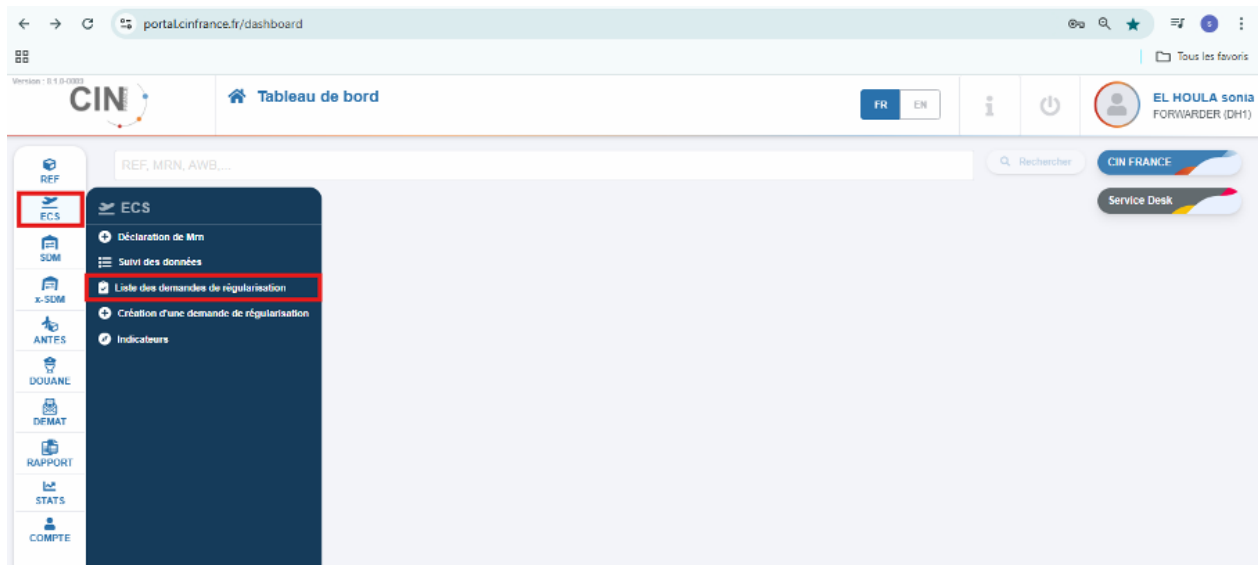 portal.cinfrance.fr/dashboard
Tous les favoris
Version : 0.1.0-0003
CIN
Tableau de bord
FR EN
EL HOULA sonia
FORWARDER (DH1)
REF, MRN, AWB,...
Rechercher
CIN FRANCE
Service Desk
REF
ECS
SDM
x-SDM
ANTES
DOUANE
DEMAT
RAPPORT
STATS
COMPTE
ECS
Déclaration de Mrn
Suivi des données
Liste des demandes de régularisation
Création d'une demande de régularisation
Indicateurs